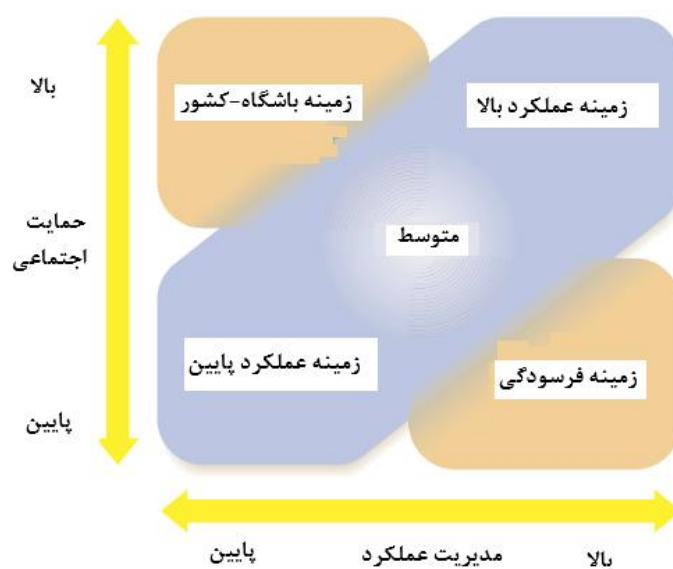 بالا
زمینه باشگاه-کشور
زمینه عملکرد بالا
حمایت
اجتماعی
متوسط
زمینه عملکرد پایین
زمینه فرسودگی
پایین
بالا
مدیریت عملکرد
پایین